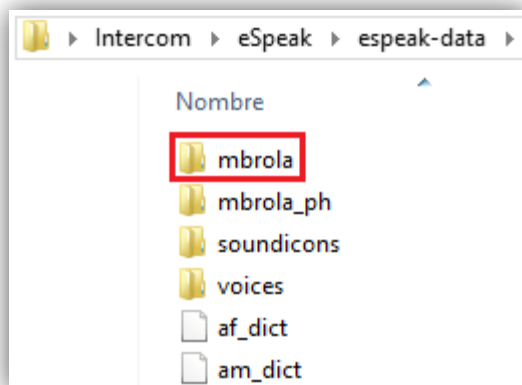 Intercom eSpeak espeak-data
Nombre
mbrola
mbrola_ph
soundicons
voices
af_dict
am_dict